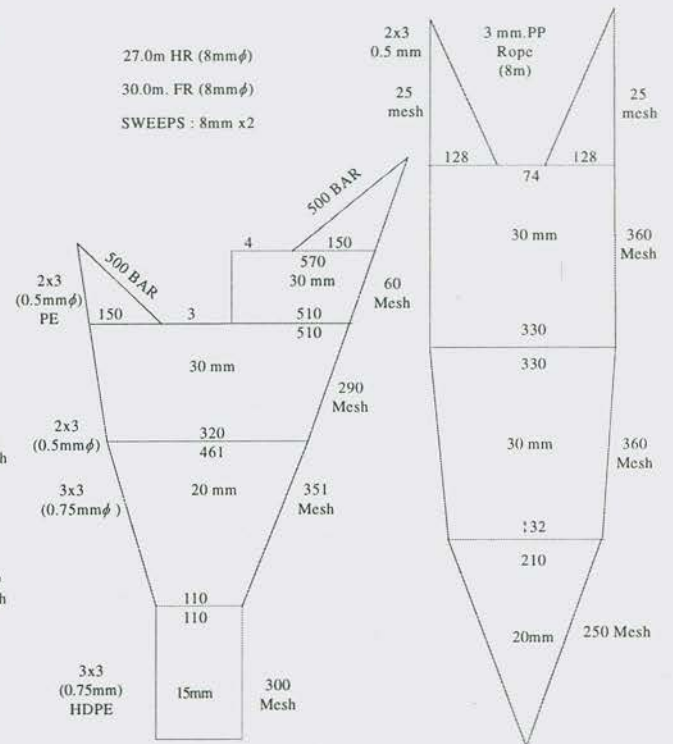 27.0m HR (8mmϕ)
30.0m. FR (8mmϕ)
SWEEPS : 8mm x2
500 BAR
4
150
570
30 mm
60
Mesh
500 BAR
2x3
(0.5mmϕ)
PE
150
3
510
510
30 mm
290
Mesh
2x3
(0.5mmϕ)
320
461
3x3
(0.75mmϕ )
20 mm
351
Mesh
110
110
3x3
(0.75mm)
HDPE
15mm
300
Mesh
2x3
0.5 mm
3 mm.PP
Rope
(8m)
25
mesh
25
mesh
128
128
74
30 mm
360
Mesh
330
330
30 mm
360
Mesh
132
210
20mm
250 Mesh